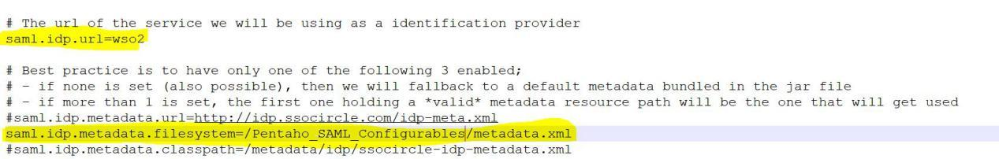 # The url of the service we will be using as a identification provider
saml.idp.url=wso2
# Best practice is to have only one of the following 3 enabled;
# - if none is set (also possible), then we will fallback to a default metadata bundled in the jar file
# - if more than 1 is set, the first one holding a *valid* metadata resource path will be the one that will get used
#saml.idp.metadata.url=http://idp.ssocircle.com/idp-meta.xml
saml.idp.metadata.filesystem=/Pentaho_SAML_Configurables/metadata.xml
#saml.idp.metadata.classpath=/metadata/idp/ssocircle-idp-metadata.xml